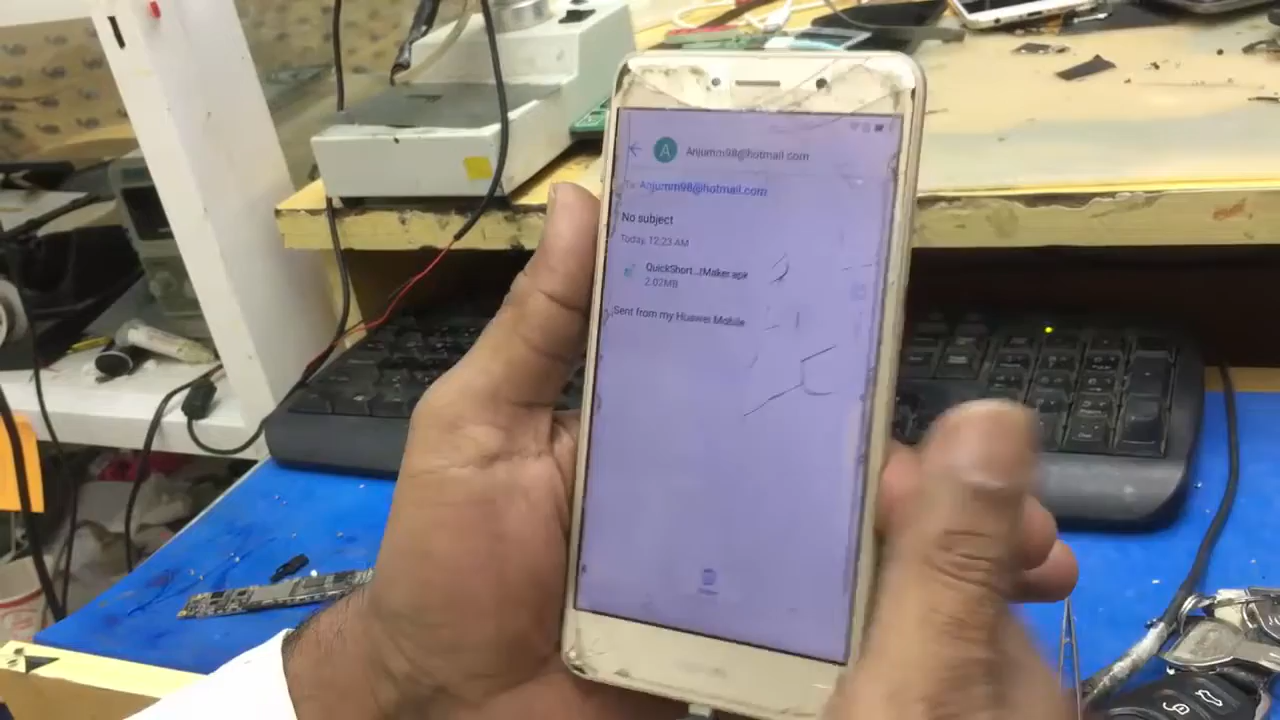 A
Anjumm98@hotmail.com
To Anjumm98@hotmail.com
No subject
Today, 12:23 AM
QuickShort...tMaker.apk
2.02MB
Sent from my Huawei Mobile